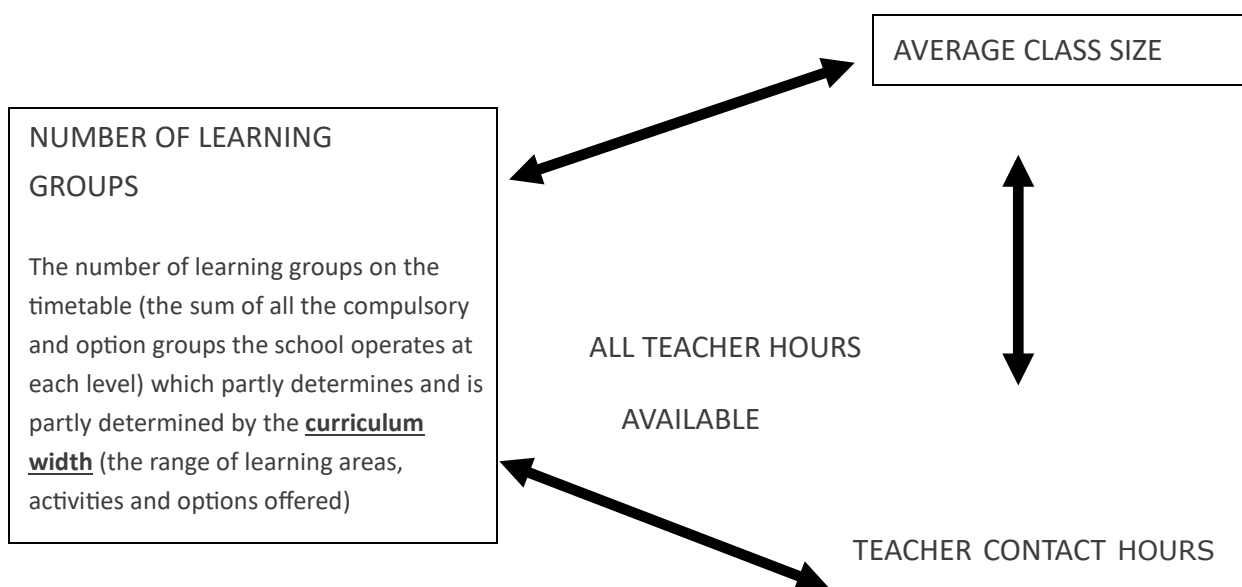 AVERAGE CLASS SIZE
NUMBER OF LEARNING
GROUPS
The number of learning groups on the
timetable (the sum of all the compulsory
and option groups the school operates at
each level) which partly determines and is
partly determined by the curriculum
width (the range of learning areas,
activities and options offered)
ALL TEACHER HOURS
AVAILABLE
TEACHER CONTACT HOURS